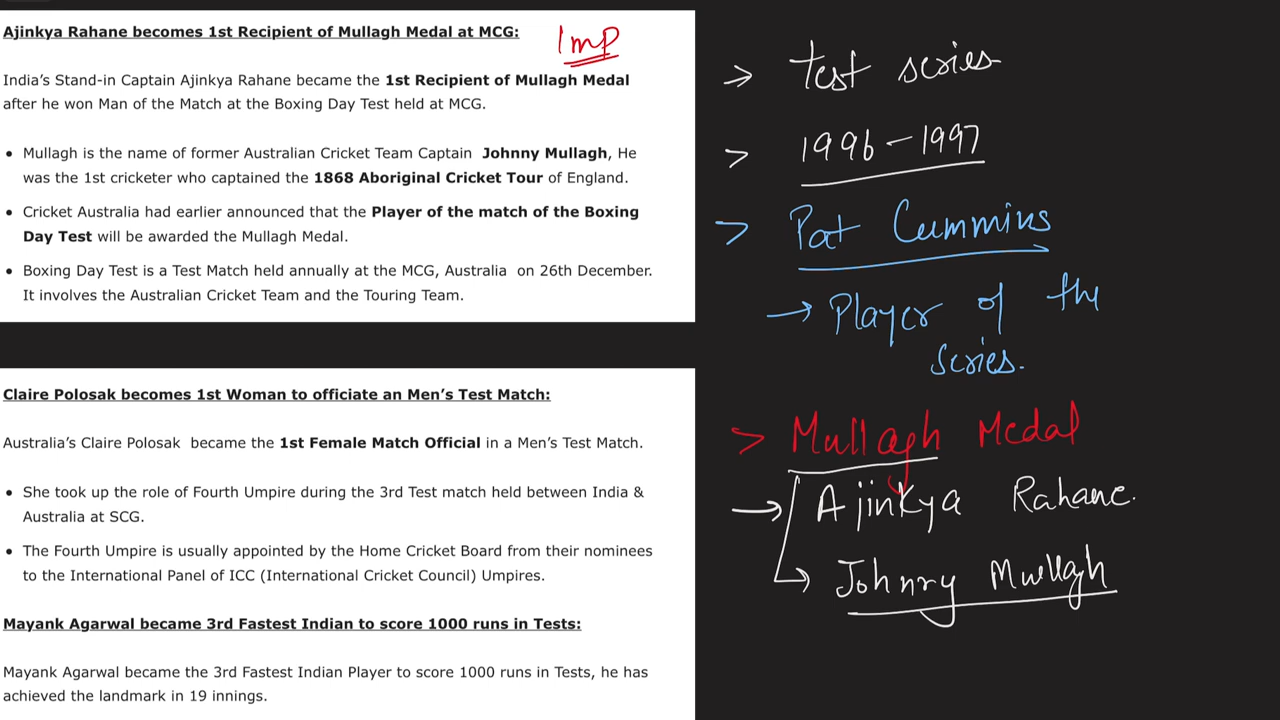 Ajinkya Rahane becomes 1st Recipient of Mullagh Medal at MCG:
Imp
India's Stand-in Captain Ajinkya Rahane became the 1st Recipient of Mullagh Medal
after he won Man of the Match at the Boxing Day Test held at MCG.
• Mullagh is the name of former Australian Cricket Team Captain Johnny Mullagh, He
was the 1st cricketer who captained the 1868 Aboriginal Cricket Tour of England.
• Cricket Australia had earlier announced that the Player of the match of the Boxing
Day Test will be awarded the Mullagh Medal.
• Boxing Day Test is a Test Match held annually at the MCG, Australia on 26th December.
It involves the Australian Cricket Team and the Touring Team.
Claire Polosak becomes 1st Woman to officiate an Men's Test Match:
Australia's Claire Polosak became the 1st Female Match Official in a Men's Test Match.
• She took up the role of Fourth Umpire during the 3rd Test match held between India &
Australia at SCG.
• The Fourth Umpire is usually appointed by the Home Cricket Board from their nominees
to the International Panel of ICC (International Cricket Council) Umpires.
Mayank Agarwal became 3rd Fastest Indian to score 1000 runs in Tests:
Mayank Agarwal became the 3rd Fastest Indian Player to score 1000 runs in Tests, he has
achieved the landmark in 19 innings.
→ Test series
> 1996-1997
> Pat Cummins
→ Player of the
series.
> Mullagh Medal
→ Ajinkya Rahane.
→ Johnny Mullagh